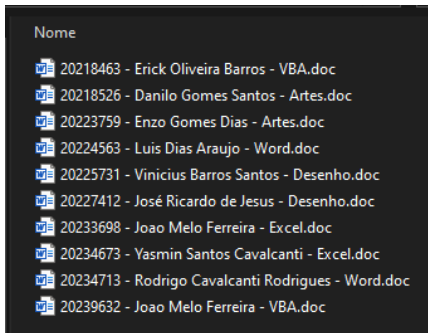 Nome
20218463 - Erick Oliveira Barros - VBA.doc
20218526 - Danilo Gomes Santos - Artes.doc
20223759 - Enzo Gomes Dias - Artes.doc
20224563 - Luis Dias Araujo - Word.doc
20225731 - Vinicius Barros Santos - Desenho.doc
20227412 - José Ricardo de Jesus - Desenho.doc
20233698 - Joao Melo Ferreira - Excel.doc
20234673 - Yasmin Santos Cavalcanti - Excel.doc
20234713 - Rodrigo Cavalcanti Rodrigues - Word.doc
20239632 - Joao Melo Ferreira - VBA.doc